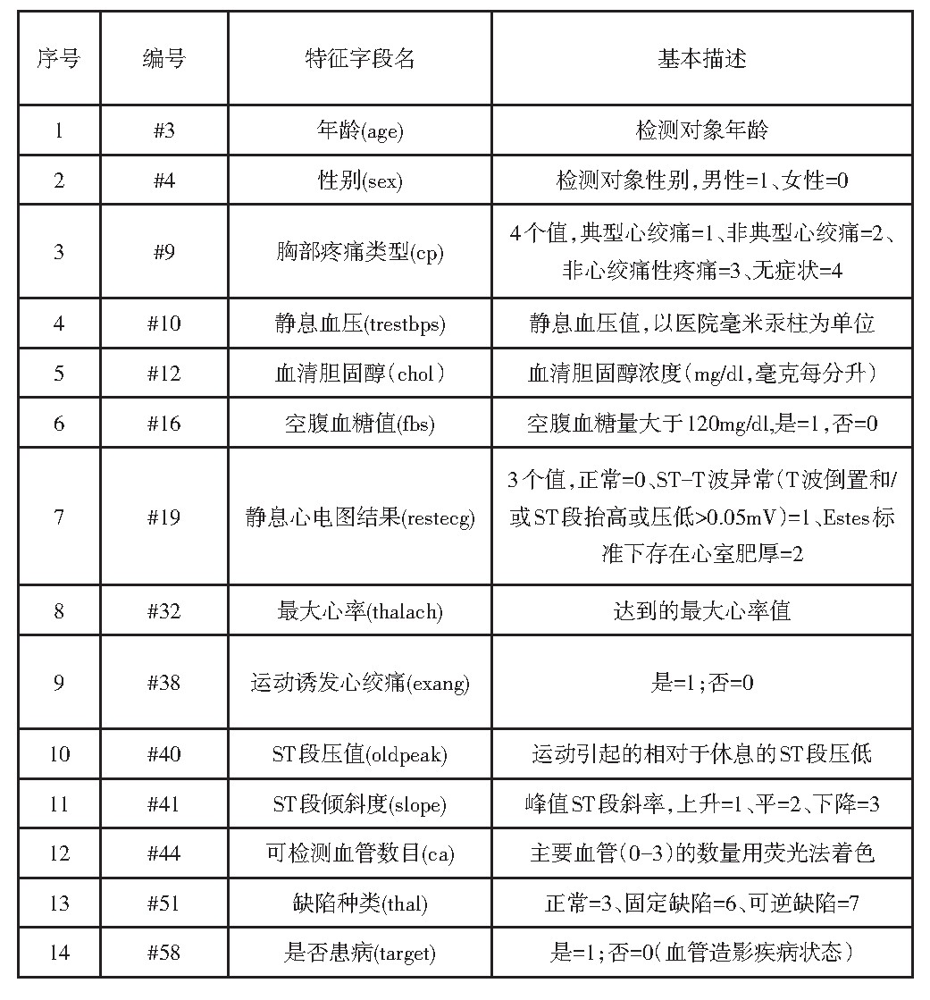 序号 编号 特征字段名 基本描述
1 #3 年龄(age) 检测对象年龄
2 #4 性别(sex) 检测对象性别,男性=1、女性=0
3 #9 胸部疼痛类型(cp) 4个值,典型心绞痛=1、非典型心绞痛=2、
非心绞痛性疼痛=3、无症状=4
4 #10 静息血压(trestbps) 静息血压值,以医院毫米汞柱为单位
5 #12 血清胆固醇(chol) 血清胆固醇浓度(mg/dl,毫克每分升)
6 #16 空腹血糖值(fbs) 空腹血糖量大于120mg/dl,是=1,否=0
7 #19 静息心电图结果(restecg) 3个值,正常=0、ST-T波异常(T波倒置和/
或ST段抬高或压低>0.05mV)=1、Estes标
准下存在心室肥厚=2
8 #32 最大心率(thalach) 达到的最大心率值
9 #38 运动诱发心绞痛(exang) 是=1;否=0
10 #40 ST段压值(oldpeak) 运动引起的相对于休息的ST段压低
11 #41 ST段倾斜度(slope) 峰值ST段斜率,上升=1、平=2、下降=3
12 #44 可检测血管数目(ca) 主要血管(0-3)的数量用荧光法着色
13 #51 缺陷种类(thal) 正常=3、固定缺陷=6、可逆缺陷=7
14 #58 是否患病(target) 是=1;否=0(血管造影疾病状态)